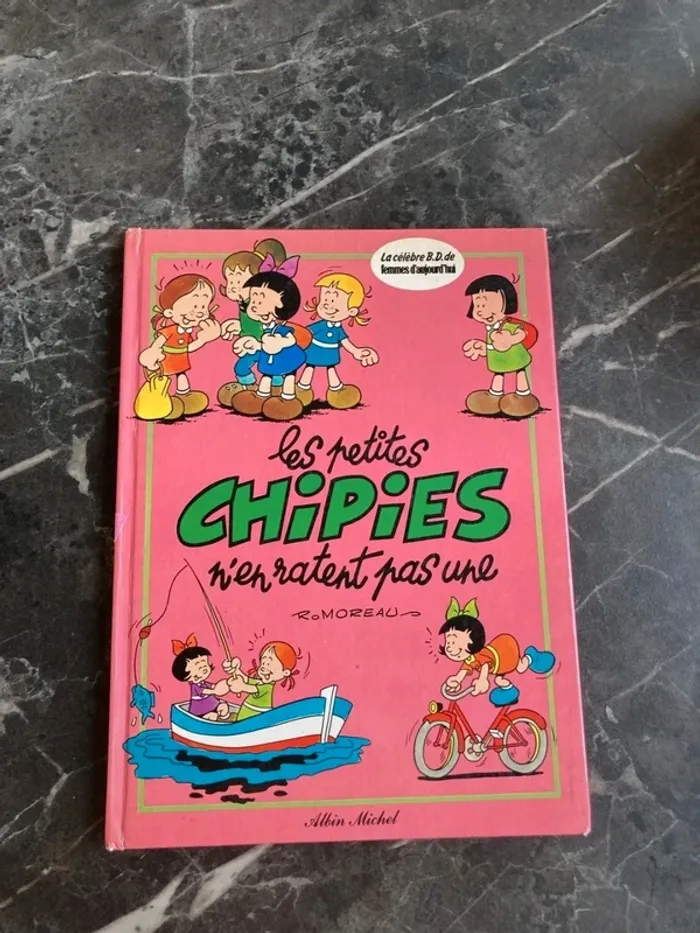 La célèbre B.D. de
femmes d'aujourd'hui
les petites
CHiPiES
n'en ratent pas une
RoMOREAU
Albin Michel